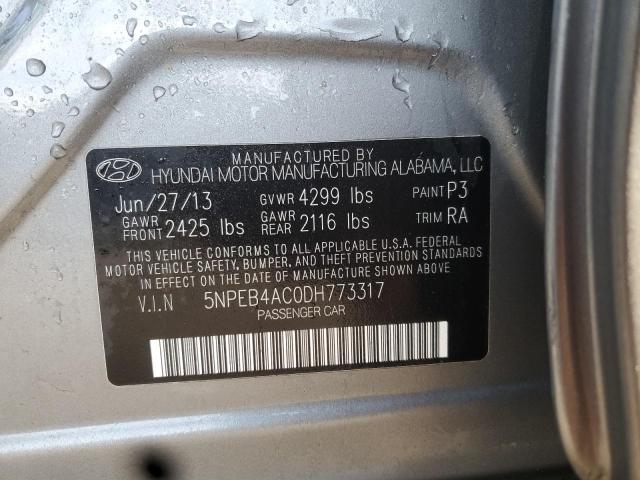 MANUFACTURED BY
HYUNDAI MOTOR MANUFACTURING ALABAMA, LLC
Jun/27/13 GVWR 4299 lbs PAINT P3
GAWR FRONT 2425 lbs GAWR REAR 2116 lbs TRIM RA
THIS VEHICLE CONFORMS TO ALL APPLICABLE U.S.A. FEDERAL
MOTOR VEHICLE SAFETY, BUMPER, AND THEFT PREVENTION
STANDARDS IN EFFECT ON THE DATE OF MANUFACTURE SHOWN ABOVE.
V.I.N 5NPEB4AC0DH773317
PASSENGER CAR